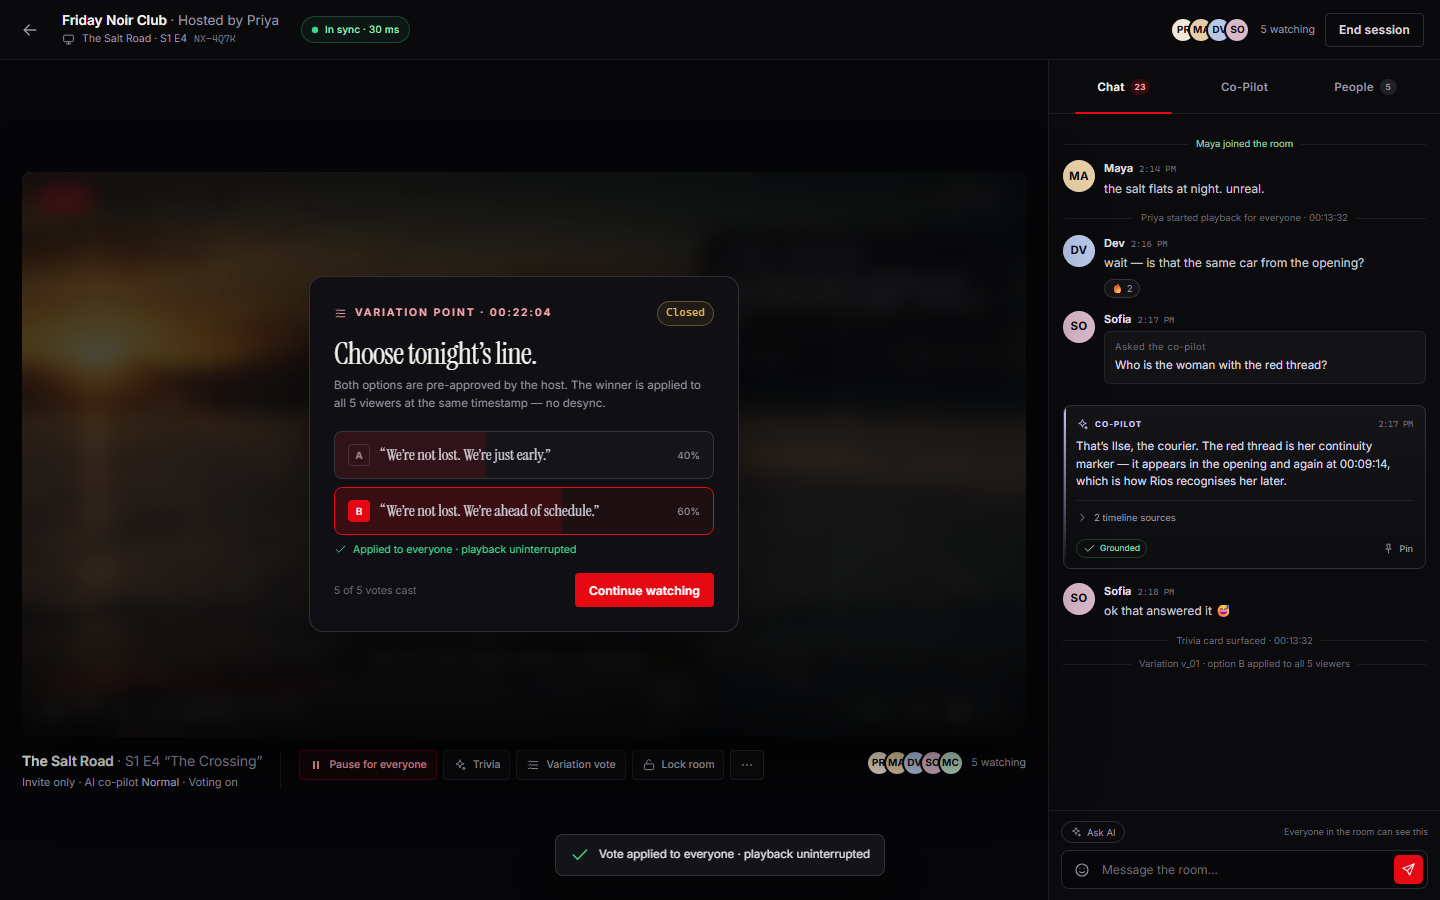 Friday Noir Club · Hosted by Priya
The Salt Road · S1 E4 NX-4Q7K
In sync · 30 ms
PR MA DV SO
5 watching
End session
VARIATION POINT · 00:22:04
Closed
Choose tonight's line.
Both options are pre-approved by the host. The winner is applied to
all 5 viewers at the same timestamp — no desync.
A “We're not lost. We're just early.” 40%
B “We're not lost. We're ahead of schedule.” 60%
Applied to everyone · playback uninterrupted
5 of 5 votes cast
Continue watching
The Salt Road · S1 E4 “The Crossing”
Invite only · AI co-pilot Normal · Voting on
Pause for everyone
Trivia
Variation vote
Lock room
PR MA DV SO MC
5 watching
Vote applied to everyone · playback uninterrupted
Chat 23
Co-Pilot
People 5
Maya joined the room
MA
Maya 2:14 PM
the salt flats at night. unreal.
Priya started playback for everyone · 00:13:32
DV
Dev 2:16 PM
wait — is that the same car from the opening?
🔥 2
SO
Sofia 2:17 PM
Asked the co-pilot
Who is the woman with the red thread?
CO-PILOT 2:17 PM
That's Ilse, the courier. The red thread is her continuity
marker — it appears in the opening and again at 00:09:14,
which is how Rios recognises her later.
2 timeline sources
Grounded
Pin
SO
Sofia 2:18 PM
ok that answered it 😅
Trivia card surfaced · 00:13:32
Variation v_01 · option B applied to all 5 viewers
Ask AI
Everyone in the room can see this
Message the room...